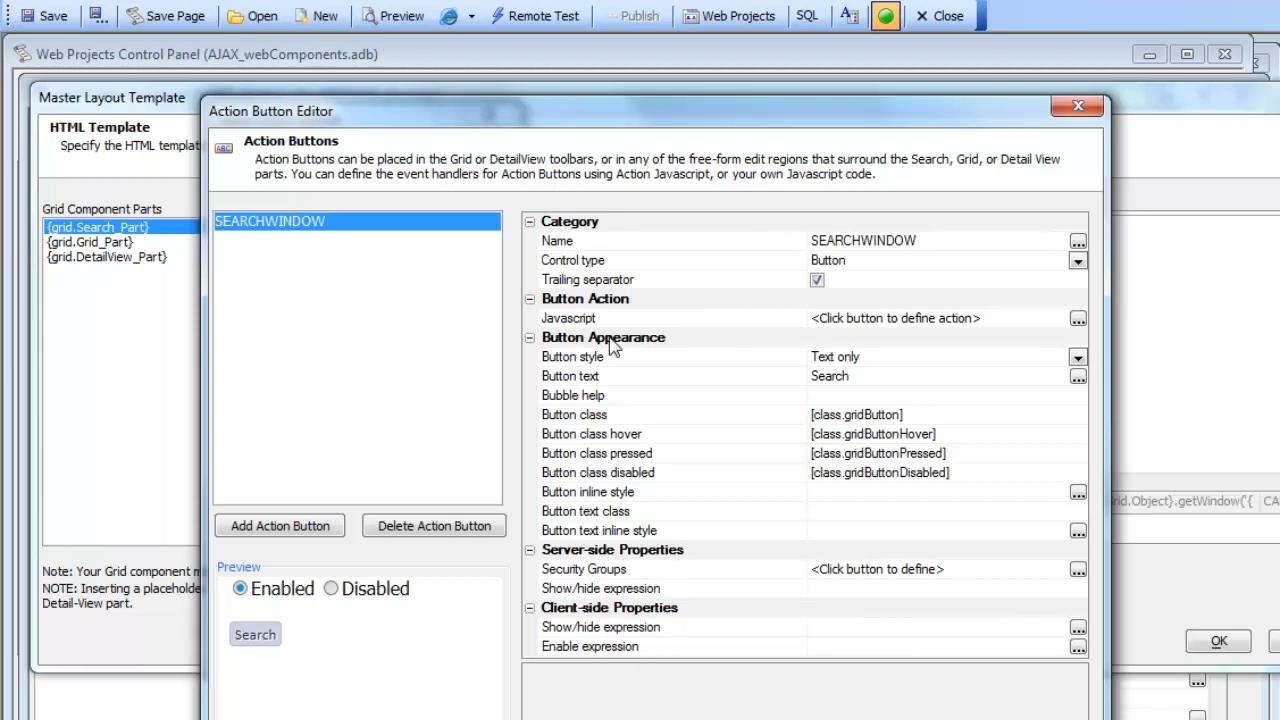 Save Save Page Open New Preview Remote Test Publish Web Projects SQL Close
Web Projects Control Panel (AJAX_webComponents.adb)
Master Layout Template
HTML Template
Specify the HTML templat
Grid Component Parts
{grid.Search_Part}
{grid.Grid_Part}
{grid.DetailView_Part}
Note: Your Grid component m
NOTE: Inserting a placeholde
Detail-View part.
Action Button Editor
ABC
Action Buttons
Action Buttons can be placed in the Grid or DetailView toolbars, or in any of the free-form edit regions that surround the Search, Grid, or Detail View
parts. You can define the event handlers for Action Buttons using Action Javascript, or your own Javascript code.
SEARCHWINDOW
Add Action Button Delete Action Button
Preview
Enabled Disabled
Search
Category
Name SEARCHWINDOW ...
Control type Button
Trailing separator
Button Action
Javascript <Click button to define action> ...
Button Appearance
Button style Text only
Button text Search ...
Bubble help
Button class [class.gridButton]
Button class hover [class.gridButtonHover]
Button class pressed [class.gridButtonPressed]
Button class disabled [class.gridButtonDisabled]
Button inline style ...
Button text class
Button text inline style ...
Server-side Properties
Security Groups <Click button to define> ...
Show/hide expression
Client-side Properties
Show/hide expression ...
Enable expression ...
rid.Object}.getWindow('{ CA
OK
...